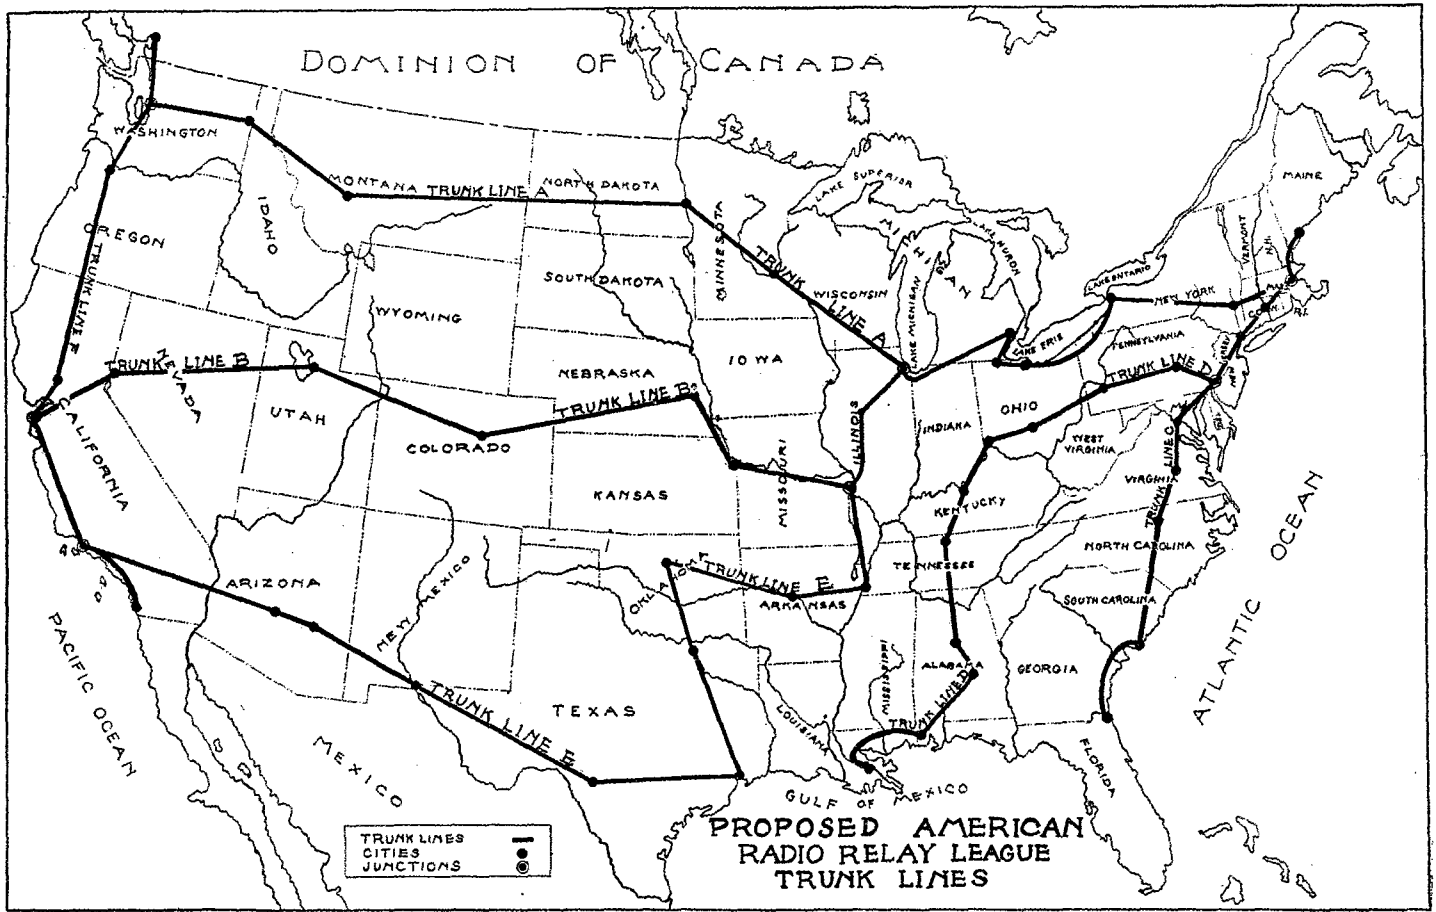 DOMINION OF CANADA
WASHINGTON
MONTANA
TRUNK LINE A
NORTH DAKOTA
MINNESOTA
LAKE SUPERIOR
MICHIGAN
LAKE HURON
LAKE ONTARIO
MAINE
VERMONT
N.H.
OREGON
IDAHO
TRUNK LINE F
SOUTH DAKOTA
TRUNK LINE A
WISCONSIN
LAKE MICHIGAN
LAKE ERIE
NEW YORK
CONN.
R.I.
WYOMING
IOWA
PENNSYLVANIA
NEW JERSEY
TRUNK LINE B
NEVADA
UTAH
NEBRASKA
TRUNK LINE B
ILLINOIS
INDIANA
OHIO
TRUNK LINE D
CALIFORNIA
COLORADO
KANSAS
MISSOURI
KENTUCKY
WEST
VIRGINIA
VIRGINIA
TRUNK LINE C
ARIZONA
NEW MEXICO
OKLAHOMA
TRUNK LINE E
ARKANSAS
TENNESSEE
NORTH CAROLINA
SOUTH CAROLINA
TEXAS
TRUNK LINE E
LOUISIANA
MISSISSIPPI
ALABAMA
TRUNK LINE D
GEORGIA
FLORIDA
PACIFIC OCEAN
MEXICO
GULF OF MEXICO
ATLANTIC OCEAN
TRUNK LINES
CITIES
JUNCTIONS
PROPOSED AMERICAN
RADIO RELAY LEAGUE
TRUNK LINES